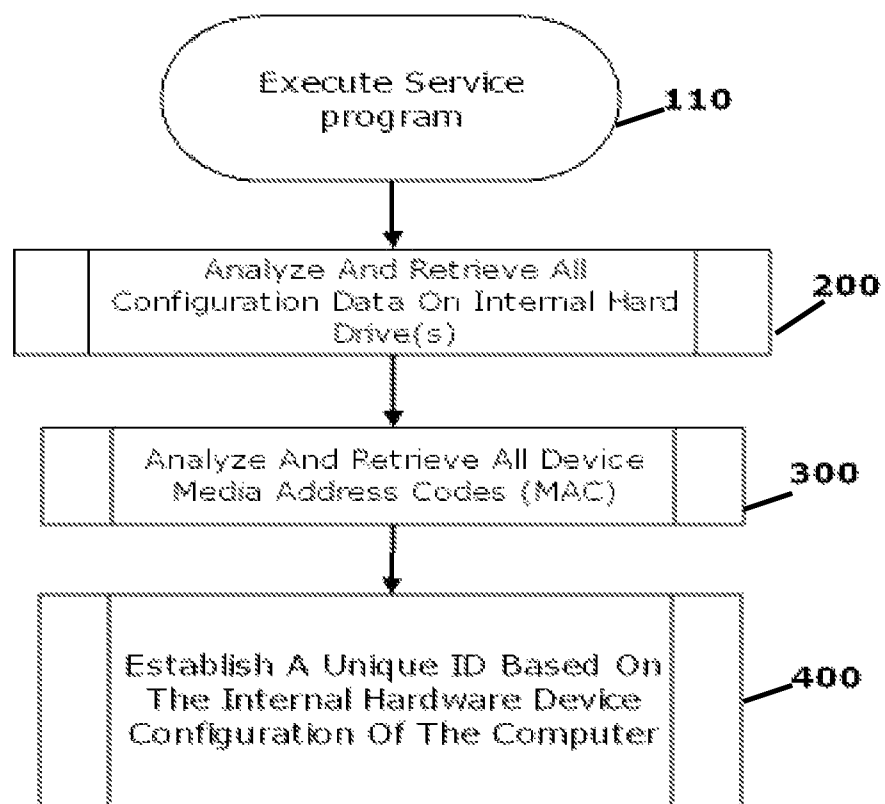 Execute Service
program
110
Analyze And Retrieve All
Configuration Data On Internal Hard
Drive(s)
200
Analyze And Retrieve All Device
Media Address Codes (MAC)
300
Establish A Unique ID Based On
The Internal Hardware Device
Configuration Of The Computer
400